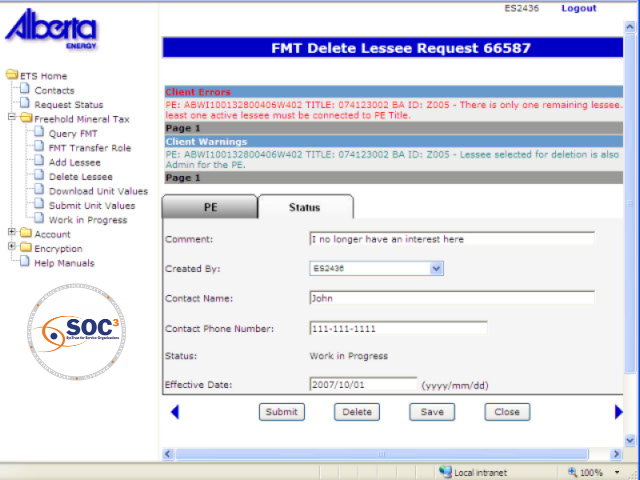 ES2436 Logout
Alberta
ENERGY
FMT Delete Lessee Request 66587
ETS Home
Contacts
Request Status
Freehold Mineral Tax
Query FMT
FMT Transfer Role
Add Lessee
Delete Lessee
Download Unit Values
Submit Unit Values
Work in Progress
Account
Encryption
Help Manuals
SOC3
SysTrust for Service Organizations
Client Errors
PE: ABWI100132800406W402 TITLE: 074123002 BA ID: Z005 - There is only one remaining lessee.
least one active lessee must be connected to PE Title.
Page 1
Client Warnings
PE: ABWI100132800406W402 TITLE: 074123002 BA ID: Z005 - Lessee selected for deletion is also
Admin for the PE.
Page 1
PE Status
Comment: I no longer have an interest here
Created By: ES2436
Contact Name: John
Contact Phone Number: 111-111-1111
Status: Work in Progress
Effective Date: 2007/10/01 (yyyy/mm/dd)
Submit Delete Save Close
Local intranet 100%